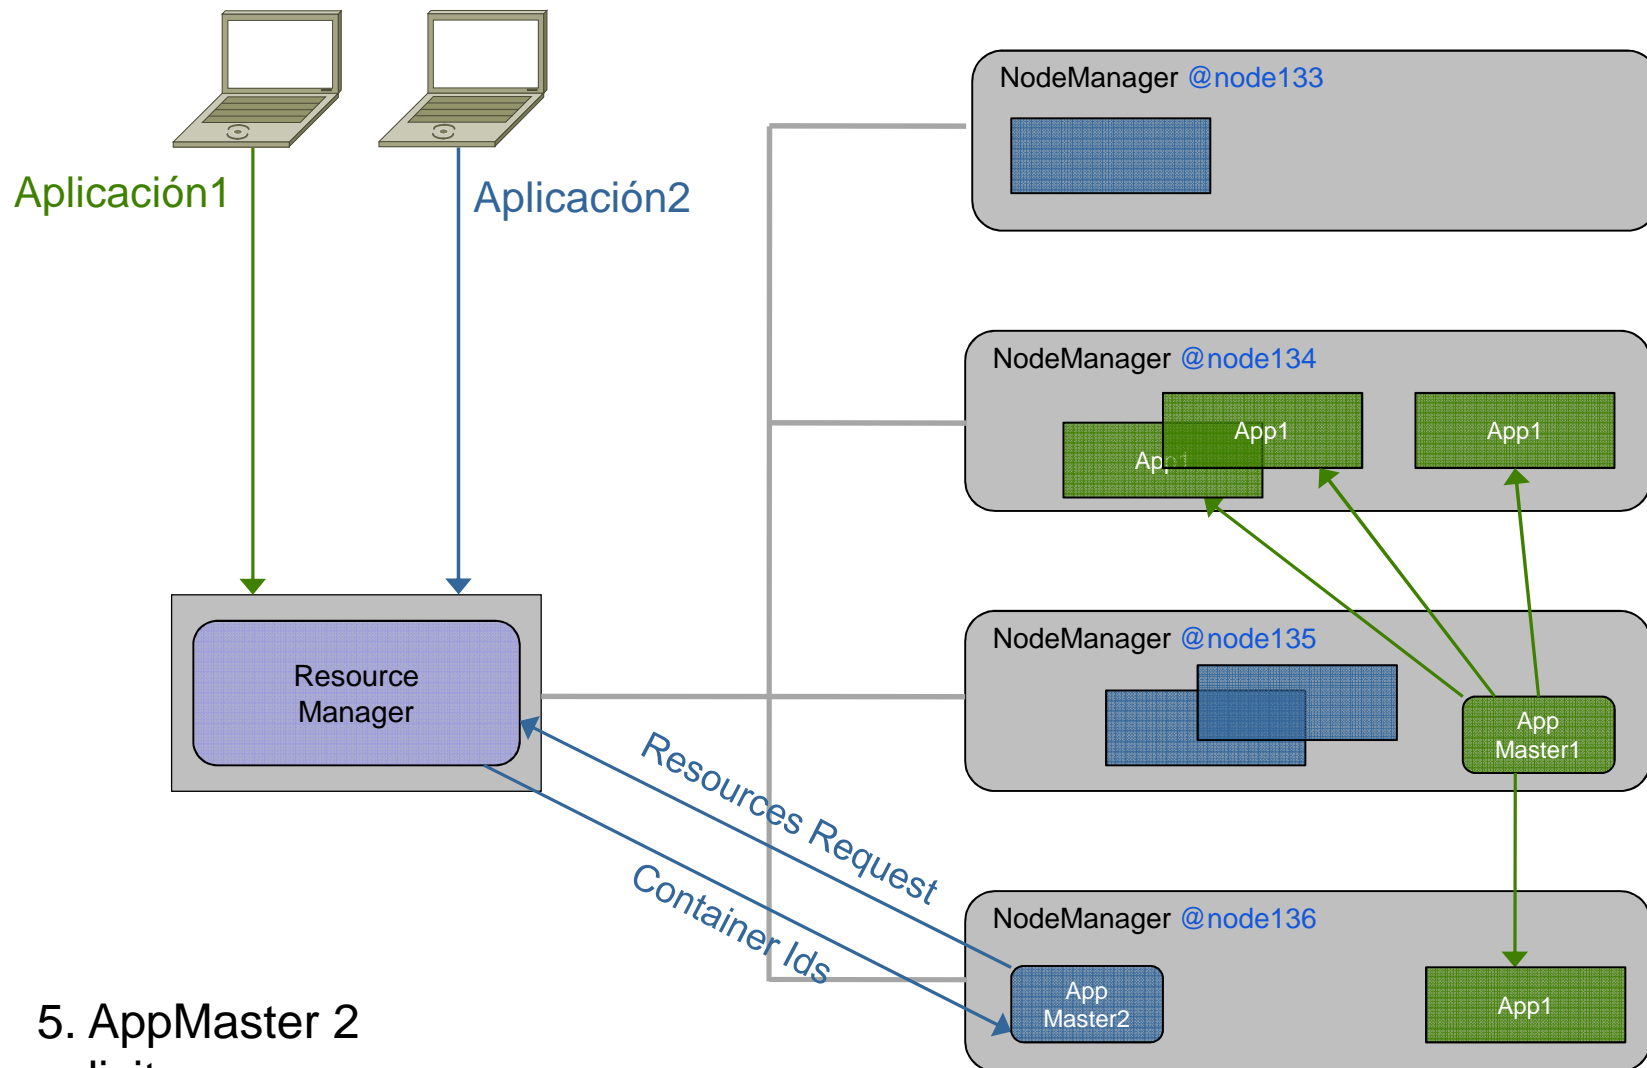 Aplicación1
Aplicación2
NodeManager @node133
NodeManager @node134
App1
App1
App1
Resource
Manager
NodeManager @node135
App
Master1
Resources Request
Container Ids
NodeManager @node136
App
Master2
App1
5. AppMaster 2